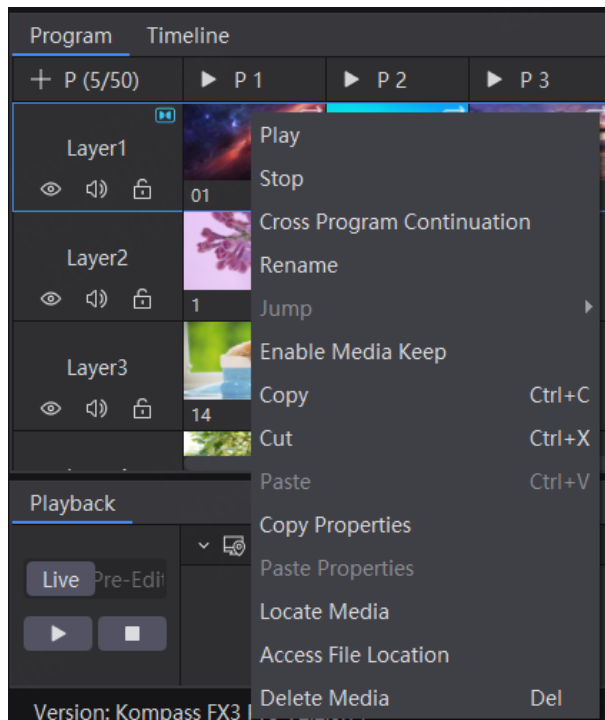 Program Timeline
P (5/50) P 1 P 2 P 3
Layer1
01
Layer2
1
Layer3
14
Play
Stop
Cross Program Continuation
Rename
Jump
Enable Media Keep
Copy Ctrl+C
Cut Ctrl+X
Paste Ctrl+V
Copy Properties
Paste Properties
Locate Media
Access File Location
Delete Media Del
Playback
Live Pre-Edit
Version: Kompass FX3